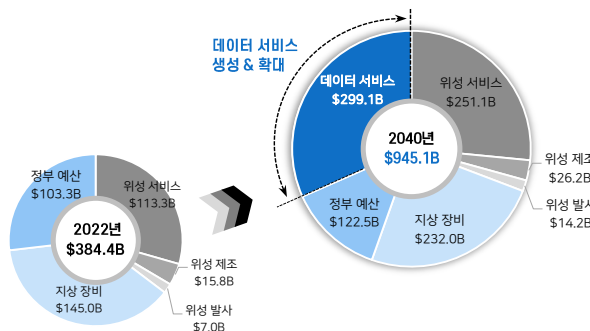 데이터 서비스
생성 & 확대
데이터 서비스
$299.1B
위성 서비스
$251.1B
2040년
$945.1B
위성 제조
$26.2B
위성 발사
$14.2B
정부 예산
$122.5B
지상 장비
$232.0B
정부 예산
$103.3B
위성 서비스
$113.3B
2022년
$384.4B
위성 제조
$15.8B
지상 장비
$145.0B
위성 발사
$7.0B